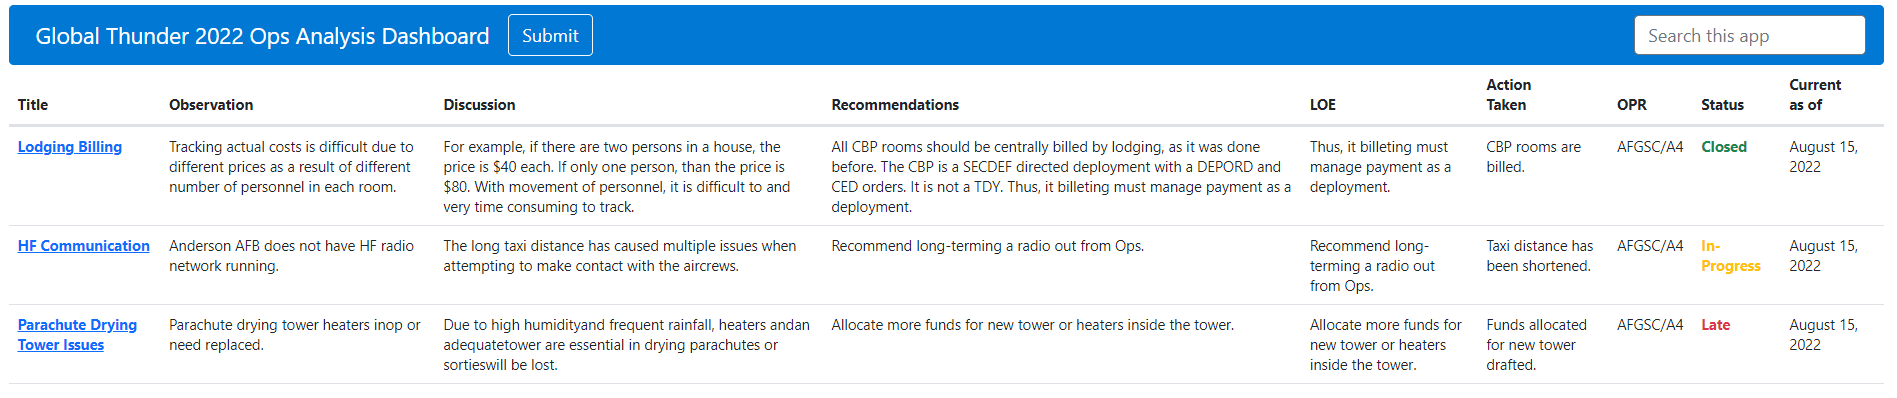 Global Thunder 2022 Ops Analysis Dashboard
Submit
Search this app
Title
Observation
Discussion
Recommendations
LOE
Action
Taken
OPR
Status
Current
as of
Lodging Billing
Tracking actual costs is difficult due to
different prices as a result of different
number of personnel in each room.
For example, if there are two persons in a house, the
price is $40 each. If only one person, than the price is
$80. With movement of personnel, it is difficult to and
very time consuming to track.
All CBP rooms should be centrally billed by lodging, as it was done
before. The CBP is a SECDEF directed deployment with a DEPORD and
CED orders. It is not a TDY. Thus, it billeting must manage payment as a
deployment.
Thus, it billeting must
manage payment as a
deployment.
CBP rooms are
billed.
AFGSC/A4
Closed
August 15,
2022
HF Communication
Anderson AFB does not have HF radio
network running.
The long taxi distance has caused multiple issues when
attempting to make contact with the aircrews.
Recommend long-terming a radio out from Ops.
Recommend long-
terming a radio out
from Ops.
Taxi distance has
been shortened.
AFGSC/A4
In-
Progress
August 15,
2022
Parachute Drying
Tower Issues
Parachute drying tower heaters inop or
need replaced.
Due to high humidityand frequent rainfall, heaters andan
adequatetower are essential in drying parachutes or
sortieswill be lost.
Allocate more funds for new tower or heaters inside the tower.
Allocate more funds for
new tower or heaters
inside the tower.
Funds allocated
for new tower
drafted.
AFGSC/A4
Late
August 15,
2022